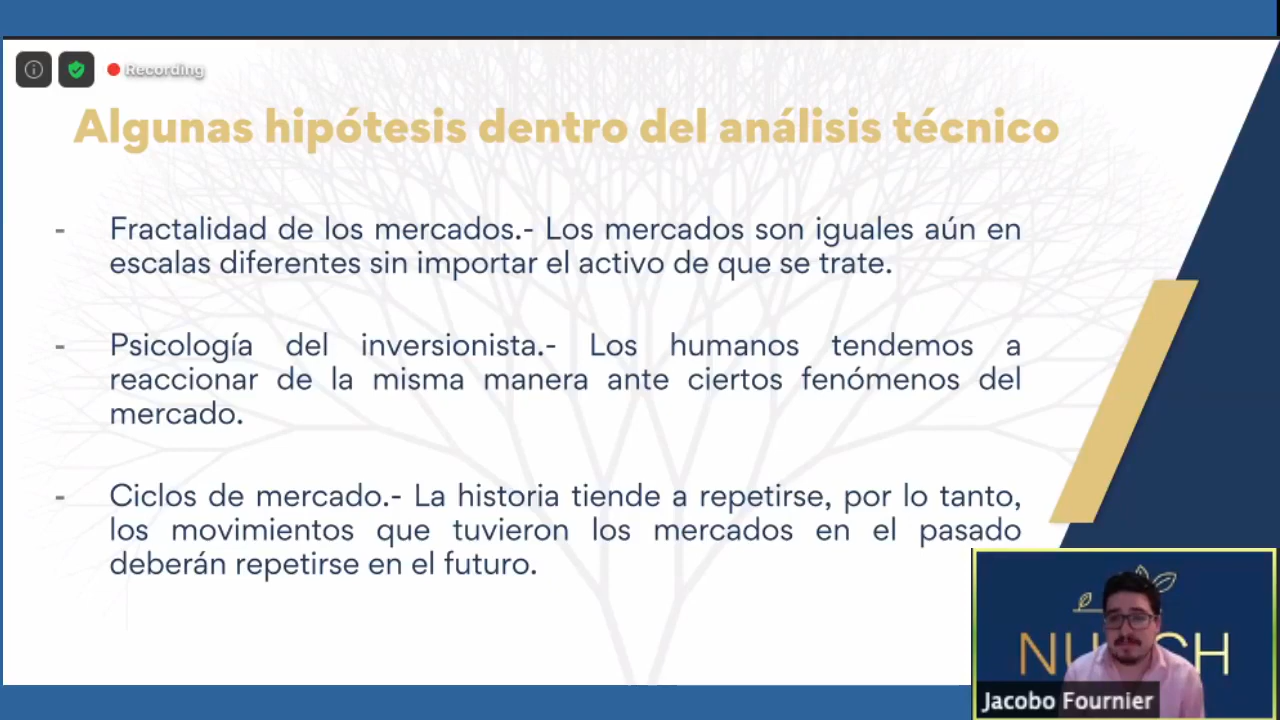 Recording
Algunas hipótesis dentro del análisis técnico
- Fractalidad de los mercados.- Los mercados son iguales aún en
escalas diferentes sin importar el activo de que se trate.
- Psicología del inversionista.- Los humanos tendemos a
reaccionar de la misma manera ante ciertos fenómenos del
mercado.
- Ciclos de mercado.- La historia tiende a repetirse, por lo tanto,
los movimientos que tuvieron los mercados en el pasado
deberán repetirse en el futuro.
Jacobo Fournier